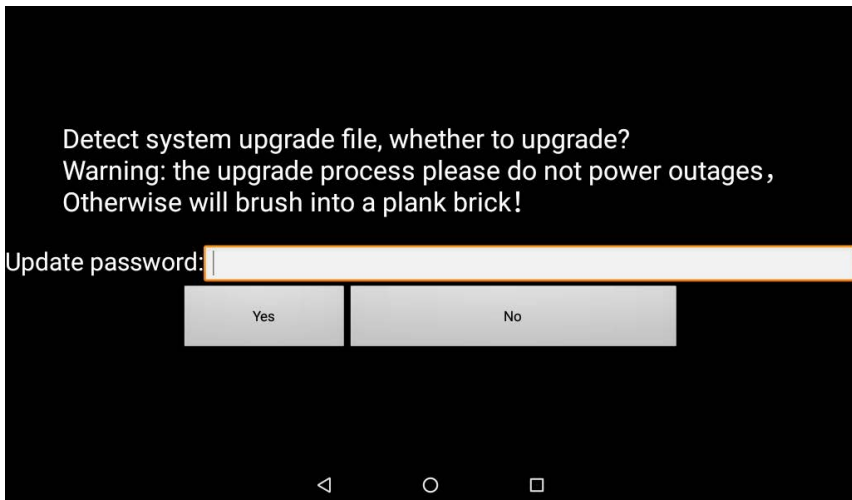 Detect system upgrade file, whether to upgrade?
Warning: the upgrade process please do not power outages，
Otherwise will brush into a plank brick！
Update password:
Yes
No